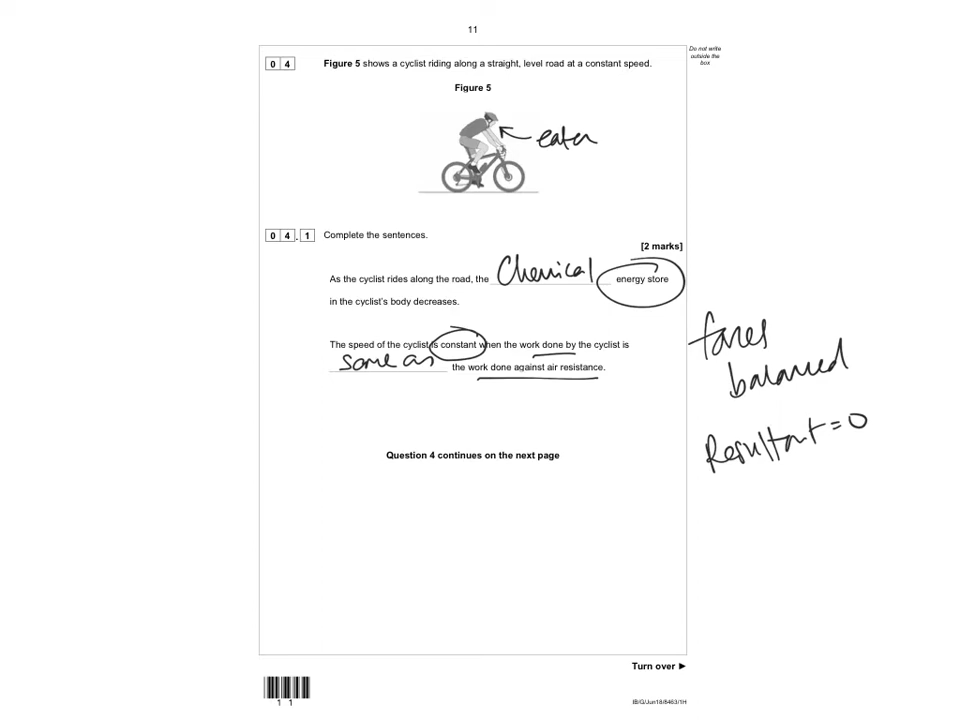 11
Do not write
outside the
box
0 4 Figure 5 shows a cyclist riding along a straight, level road at a constant speed.
Figure 5
eaten
0 4 . 1 Complete the sentences.
[2 marks]
As the cyclist rides along the road, the Chemical energy store
in the cyclist's body decreases.
The speed of the cyclist is constant when the work done by the cyclist is
same as the work done against air resistance.
forces
balanced
Resultant = 0
Question 4 continues on the next page
Turn over ►
1 1
IB/G/Jun18/8463/1H